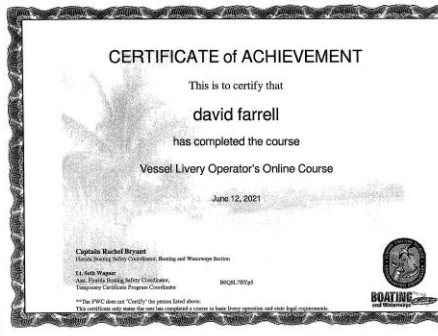 CERTIFICATE of ACHIEVEMENT
This is to certify that
david farrell
has completed the course
Vessel Livery Operator's Online Course
June 12, 2021
Captain Rachel Bryant
Florida Boating Safety Coordinator, Boating and Waterways Section
Lt. Seth Wagner
Asst. Florida Boating Safety Coordinator,
Temporary Certificate Program Coordinator
**The FWC does not "Certify" the person listed above.
This certificate only states the user has completed a course in basic livery operation and state legal requirements.
BOATING
and Waterways